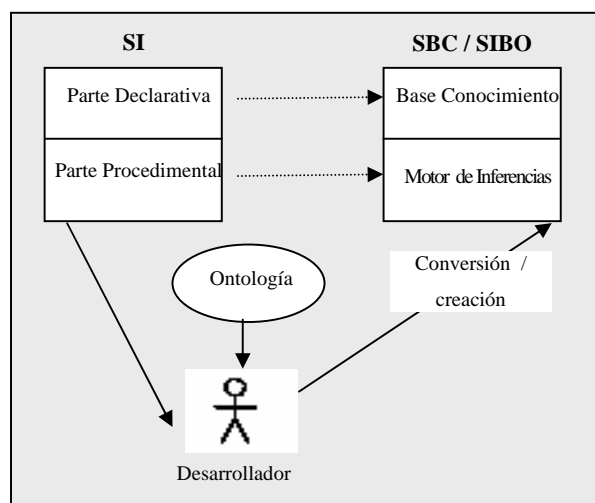 SI
SBC / SIBO
Parte Declarativa
Base Conocimiento
Parte Procedimental
Motor de Inferencias
Ontología
Conversión /
creación
Desarrollador